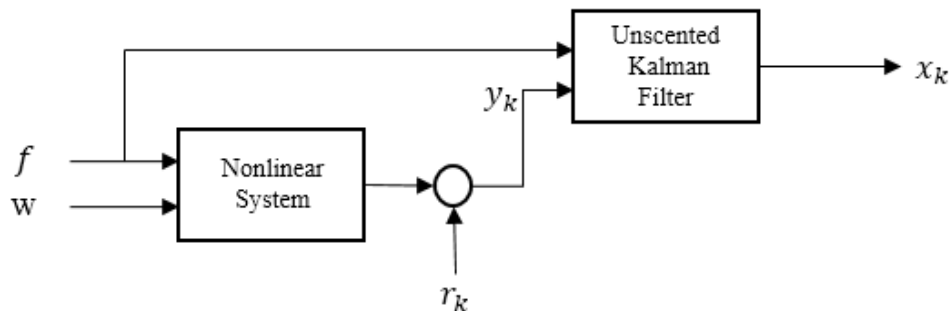 Unscented
Kalman
Filter
x_k
y_k
f
Nonlinear
System
w
r_k